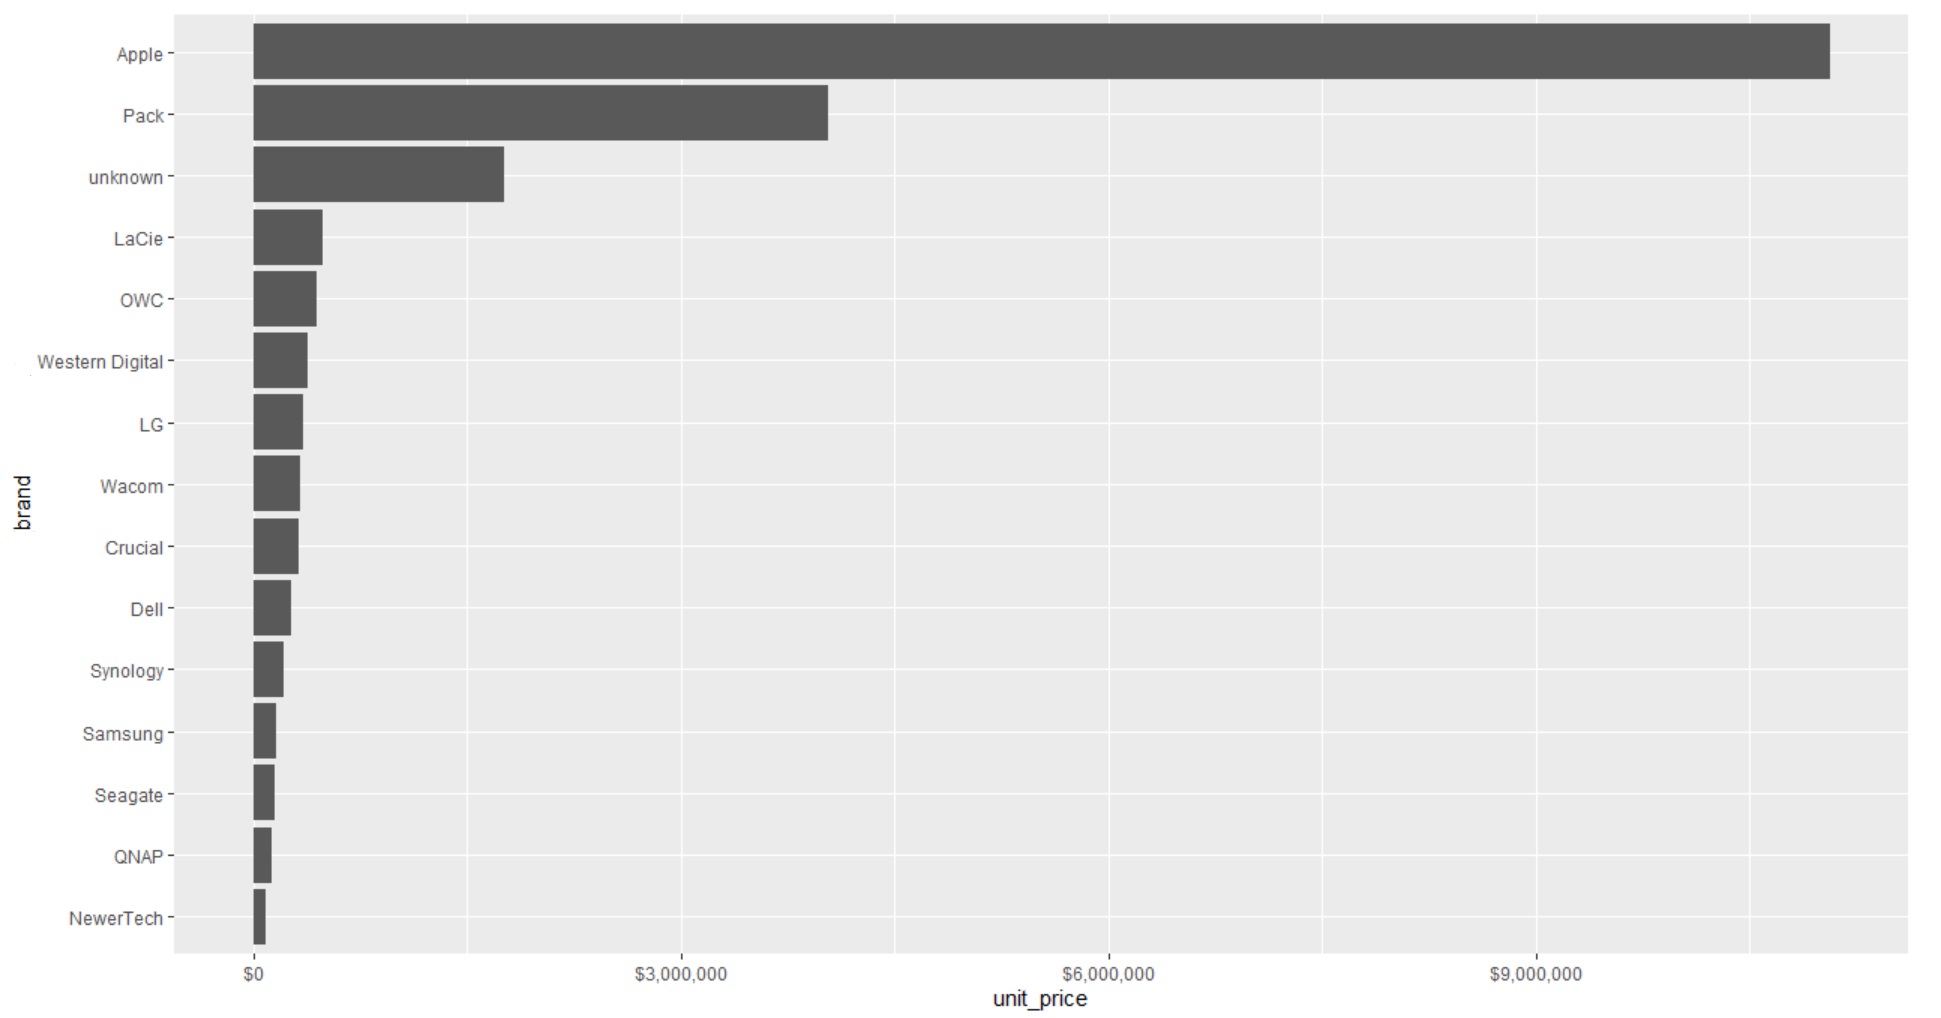 Apple
Pack
unknown
LaCie
OWC
Western Digital
LG
Wacom
Crucial
Dell
Synology
Samsung
Seagate
QNAP
NewerTech
brand
$0 $3,000,000 $6,000,000 $9,000,000
unit_price